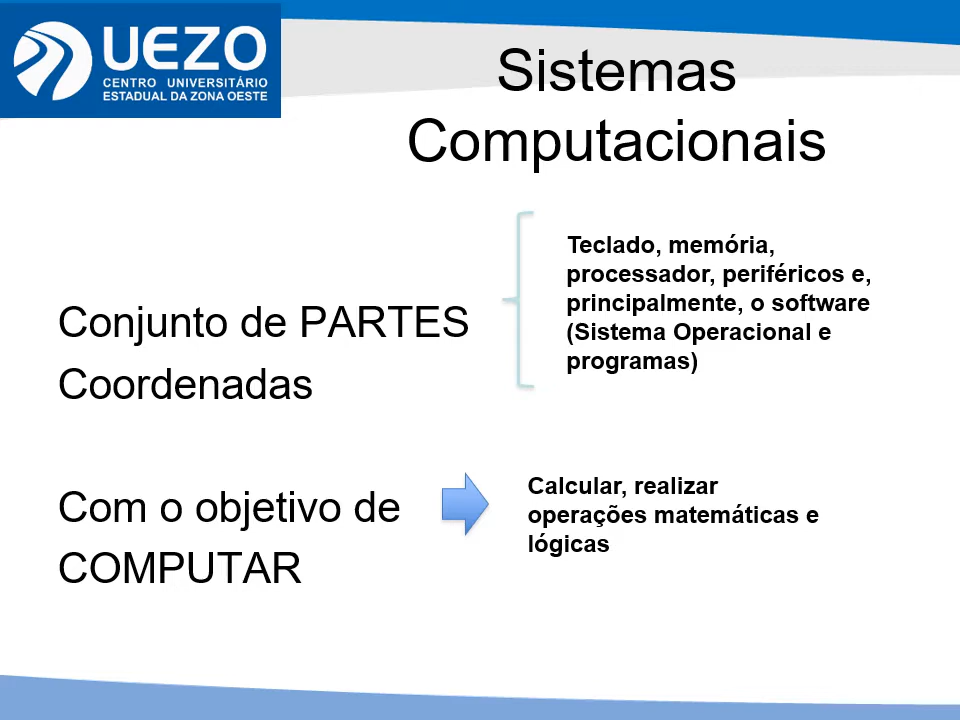 UEZO
CENTRO UNIVERSITÁRIO
ESTADUAL DA ZONA OESTE
Sistemas
Computacionais
Conjunto de PARTES
Coordenadas
Teclado, memória,
processador, periféricos e,
principalmente, o software
(Sistema Operacional e
programas)
Com o objetivo de
COMPUTAR
Calcular, realizar
operações matemáticas e
lógicas